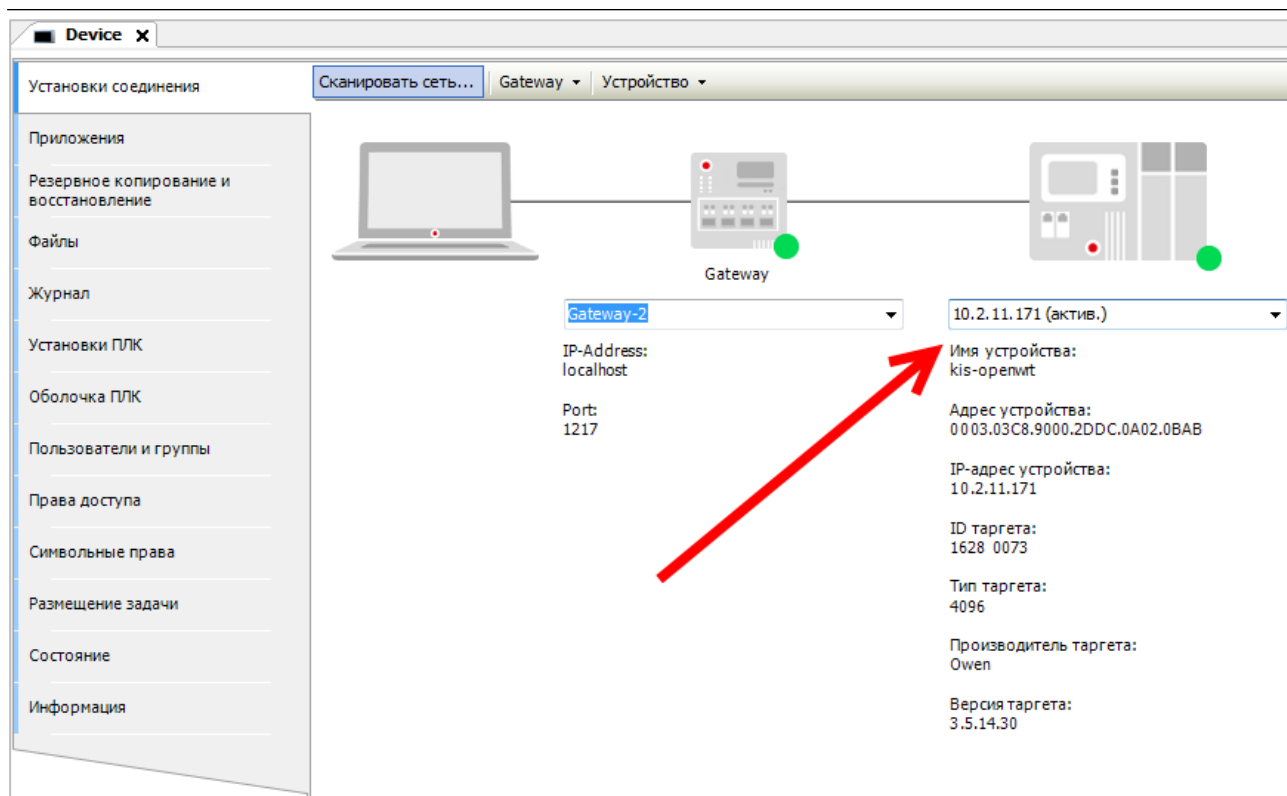 Device
Установки соединения
Приложения
Резервное копирование и
восстановление
Файлы
Журнал
Установки ПЛК
Оболочка ПЛК
Пользователи и группы
Права доступа
Символьные права
Размещение задачи
Состояние
Информация
Сканировать сеть...
Gateway
Устройство
Gateway
Gateway-2
IP-Address:
localhost
Port:
1217
10.2.11.171 (актив.)
Имя устройства:
kis-openwrt
Адрес устройства:
0003.03C8.9000.2DDC.0A02.0BAB
IP-адрес устройства:
10.2.11.171
ID таргета:
1628 0073
Тип таргета:
4096
Производитель таргета:
Owen
Версия таргета:
3.5.14.30